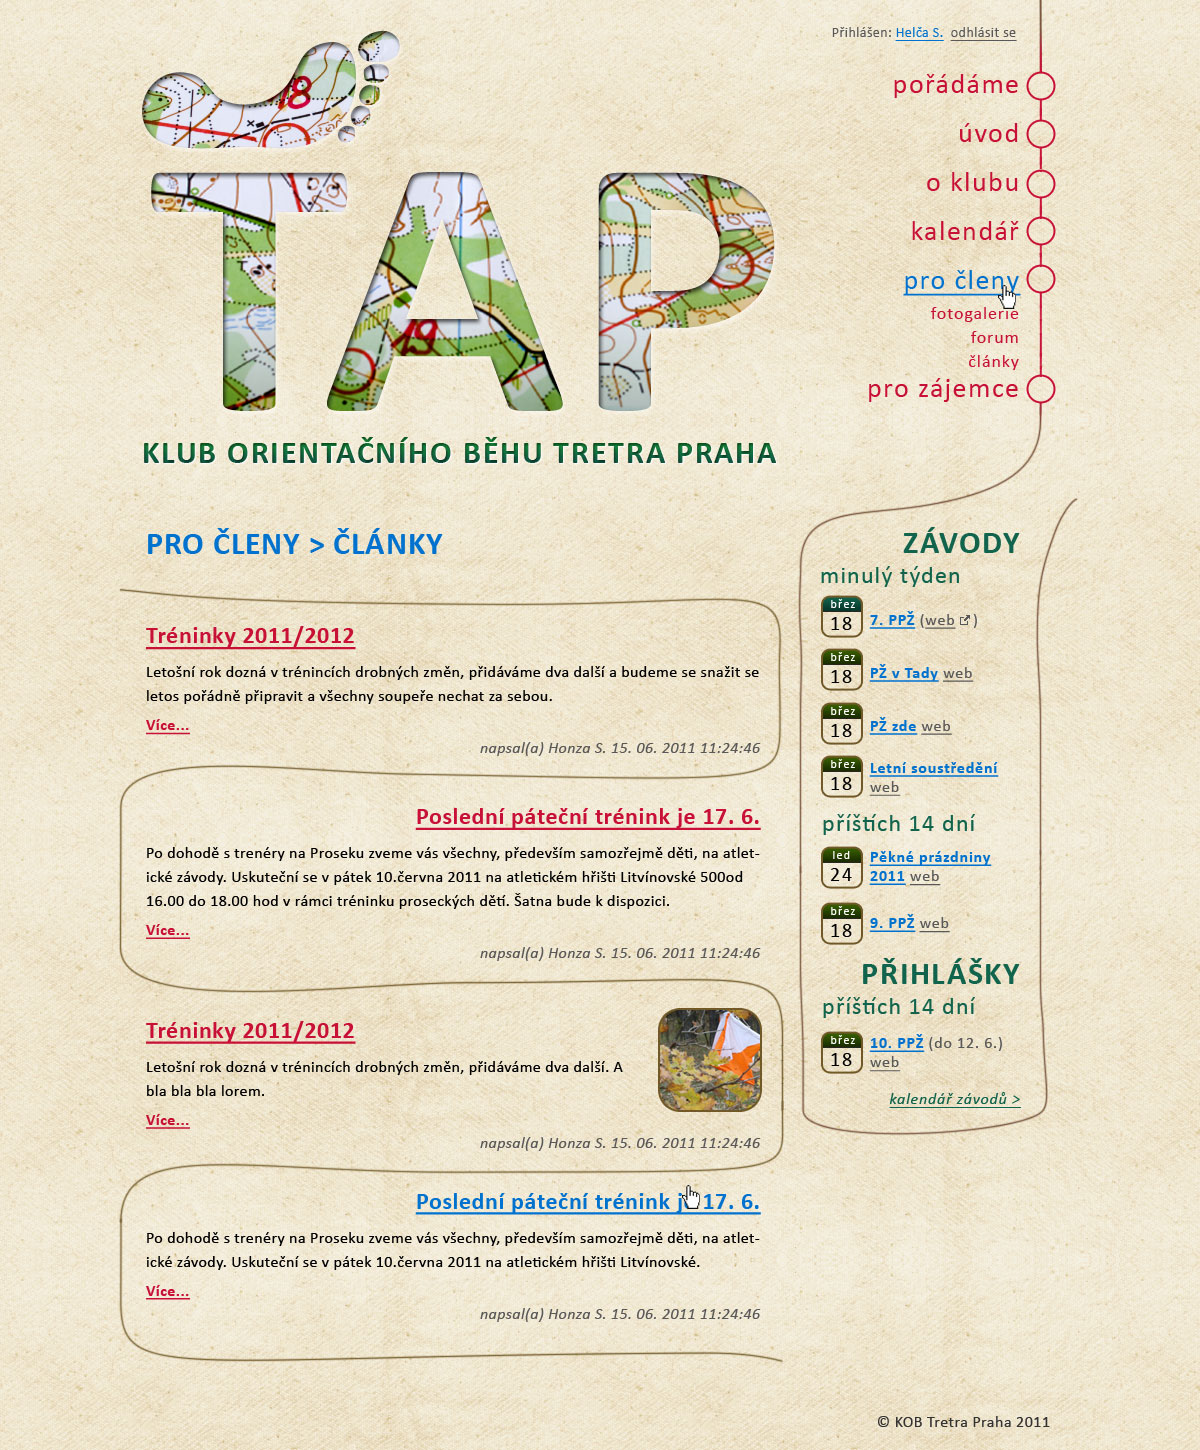 Přihlášen: Helča S. odhlásit se
pořádáme
úvod
o klubu
kalendář
pro členy
fotogalerie
forum
články
pro zájemce
18
TAP
19
KLUB ORIENTAČNÍHO BĚHU TRETRA PRAHA
PRO ČLENY > ČLÁNKY
Tréninky 2011/2012
Letošní rok dozná v trénincích drobných změn, přidáváme dva další a budeme se snažit se
letos pořádně připravit a všechny soupeře nechat za sebou.
Více...
napsal(a) Honza S. 15. 06. 2011 11:24:46
Poslední páteční trénink je 17. 6.
Po dohodě s trenéry na Proseku zveme vás všechny, především samozřejmě děti, na atlet-
ické závody. Uskuteční se v pátek 10.června 2011 na atletickém hřišti Litvínovské 500od
16.00 do 18.00 hod v rámci tréninku proseckých dětí. Šatna bude k dispozici.
Více...
napsal(a) Honza S. 15. 06. 2011 11:24:46
Tréninky 2011/2012
Letošní rok dozná v trénincích drobných změn, přidáváme dva další. A
bla bla bla lorem.
Více...
napsal(a) Honza S. 15. 06. 2011 11:24:46
Poslední páteční trénink je 17. 6.
Po dohodě s trenéry na Proseku zveme vás všechny, především samozřejmě děti, na atlet-
ické závody. Uskuteční se v pátek 10.června 2011 na atletickém hřišti Litvínovské.
Více...
napsal(a) Honza S. 15. 06. 2011 11:24:46
ZÁVODY
minulý týden
břez
18 7. PPŽ (web )
břez
18 PŽ v Tady web
břez
18 PŽ zde web
břez Letní soustředění
18 web
příštích 14 dní
led Pěkné prázdniny
24 2011 web
břez
18 9. PPŽ web
PŘIHLÁŠKY
příštích 14 dní
břez 10. PPŽ (do 12. 6.)
18 web
kalendář závodů >
© KOB Tretra Praha 2011